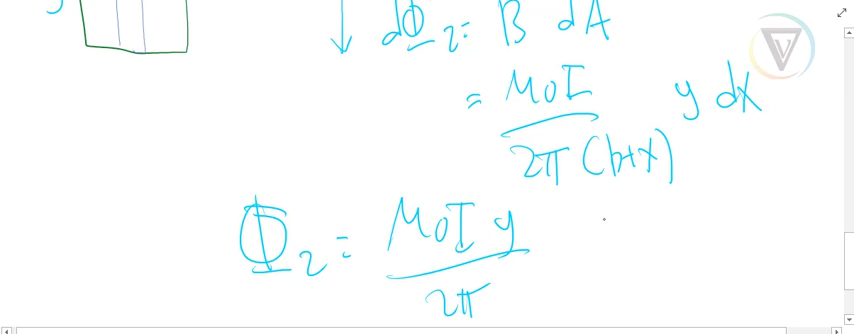 y
dΦ₂ = B dA
= μ₀I / 2π(b+x) y dx
Φ₂ = μ₀I y / 2π